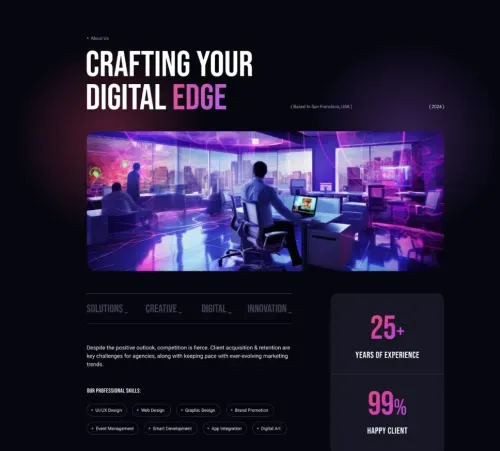 • About Us
CRAFTING YOUR
DIGITAL EDGE
( Based in San Francisco, USA )
( 2024 )
SOLUTIONS_ CREATIVE_ DIGITAL_ INNOVATION_
Despite the positive outlook, competition is fierce. Client acquisition & retention are
key challenges for agencies, along with keeping pace with ever-evolving marketing
trends.
OUR PROFESSIONAL SKILLS:
• UI/UX Design • Web Design • Graphic Design • Brand Promotion
• Event Management • Smart Development • App Integration • Digital Art
25+
YEARS OF EXPERIENCE
99%
HAPPY CLIENT